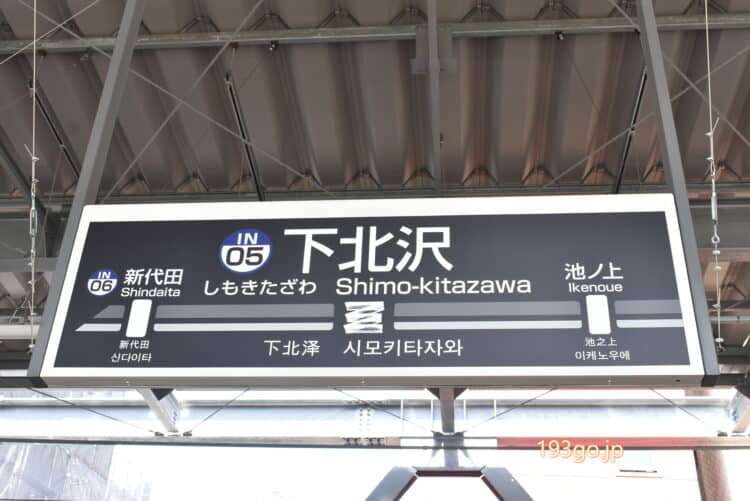 IN
05
下北沢
しもきたざわ Shimo-kitazawa
IN
06
新代田
Shindaita
池ノ上
Ikenoue
新代田
신다이타
下北泽 시모키타자와
池之上
이케노우에
193go.jp